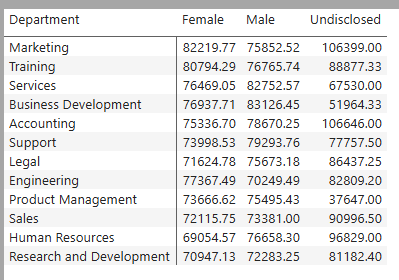 Department Female Male Undisclosed
Marketing 82219.77 75852.52 106399.00
Training 80794.29 76765.74 88877.33
Services 76469.05 82752.57 67530.00
Business Development 76937.71 83126.45 51964.33
Accounting 75336.70 78670.25 106646.00
Support 73998.53 79293.76 77757.50
Legal 71624.78 75673.18 86437.25
Engineering 77367.49 70249.49 82809.20
Product Management 73666.62 75495.43 37647.00
Sales 72115.75 73381.00 90996.50
Human Resources 69054.57 76658.30 96829.00
Research and Development 70947.13 72283.25 81182.40